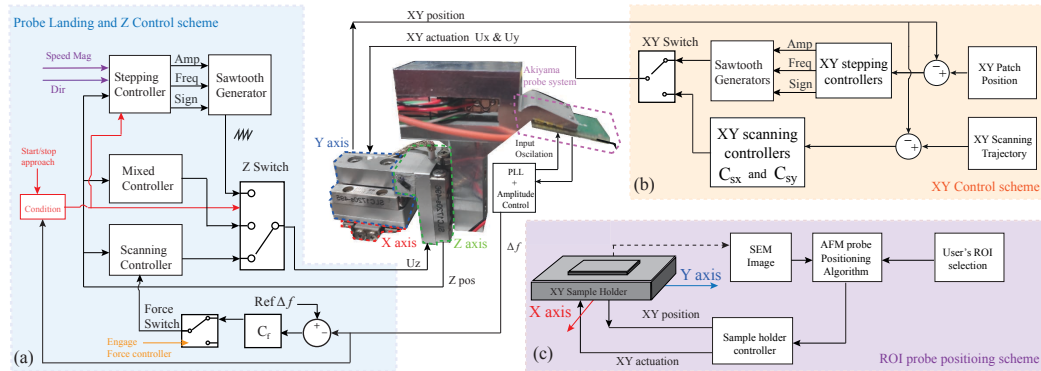 Probe Landing and Z Control scheme
Speed Mag
Dir
Stepping
Controller
Amp
Freq
Sign
Sawtooth
Generator
Start/stop
approach
Condition
Mixed
Controller
Z Switch
Scanning
Controller
Force
Switch
Engage
Force controller
C_f
Ref Δf
+
−
(a)
XY position
XY actuation Ux & Uy
Akiyama
probe system
Y axis
X axis
Z axis
Input
Oscilation
PLL
+
Amplitude
Control
Δf
Uz
Z pos
XY Switch
Sawtooth
Generators
Amp
Freq
Sign
XY stepping
controllers
−
+
XY Patch
Position
XY scanning
controllers
C_sx and C_sy
−
+
XY Scanning
Trajectory
(b)
XY Control scheme
XY Sample Holder
Y axis
X axis
SEM
Image
AFM probe
Positioning
Algorithm
User's ROI
selection
XY position
Sample holder
controller
XY actuation
(c)
ROI probe positioing scheme